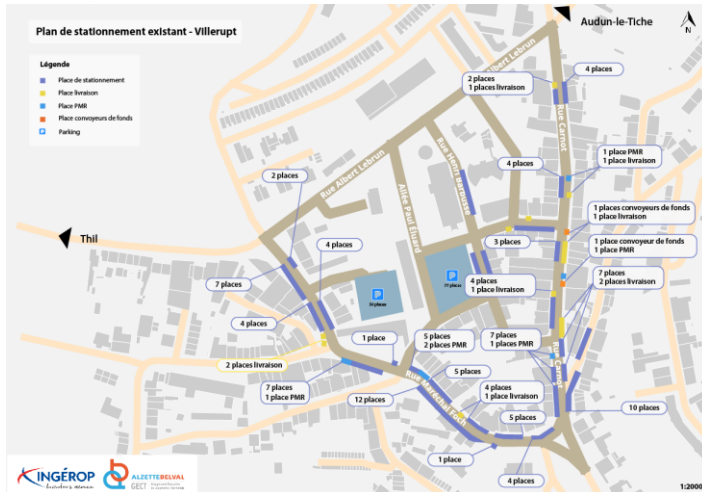 Plan de stationnement existant - Villerupt
Légende
Place de stationnement
Place livraison
Place PMR
Place convoyeurs de fonds
P Parking
Audun-le-Tiche
N
Thil
Rue Albert Lebrun
Rue Albert Lebrun
Rue Henri Barbusse
Allée Paul Eluard
Rue Carnot
Rue Carnot
Rue Maréchal Foch
2 places
1 places livraison
4 places
4 places
1 place PMR
1 place livraison
1 places convoyeurs de fonds
1 place livraison
3 places
1 place convoyeur de fonds
1 place PMR
4 places
1 place livraison
7 places
2 places livraison
7 places
1 places PMR
2 places
7 places
4 places
4 places
P
P
2 places livraison
1 place
5 places
2 places PMR
7 places
1 place PMR
5 places
12 places
4 places
1 place livraison
5 places
10 places
1 place
4 places
INGÉROP
ALZETTEBELVAL
GECT
1:2000